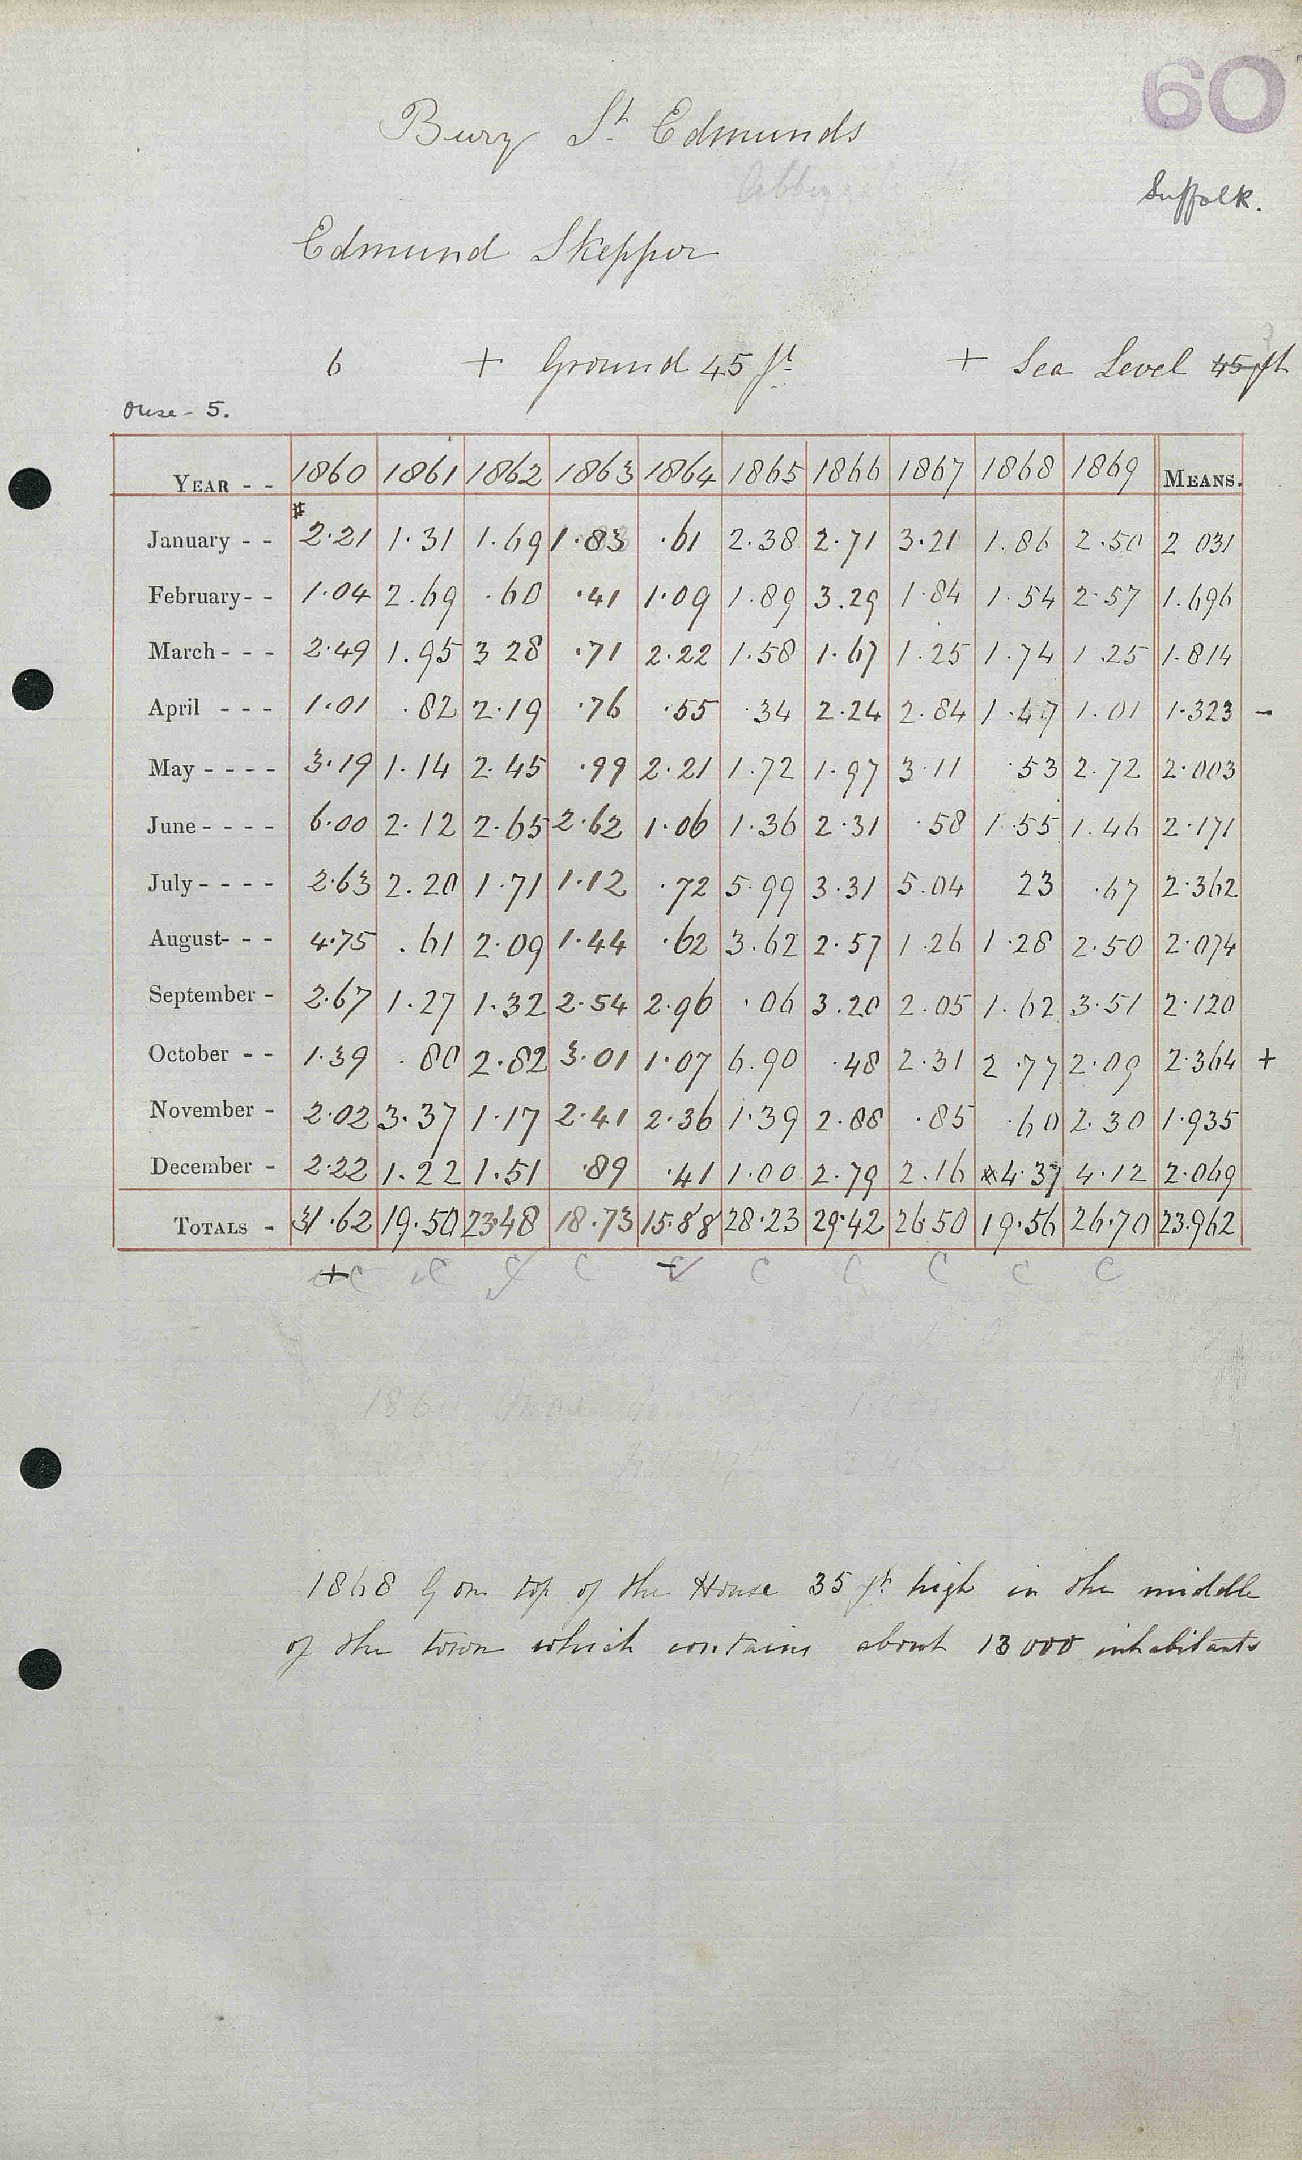 60
Bury St. Edmunds
Suffolk.
Edmund Skepper
6 + Ground 45 ft. + Sea Level 45 ft
Ouse - 5.
YEAR - - 1860 1861 1862 1863 1864 1865 1866 1867 1868 1869 MEANS.
January - - 2.21 1.31 1.69 1.83 .61 2.38 2.71 3.21 1.86 2.50 2 031
February - - 1.04 2.69 .60 .41 1.09 1.89 3.29 1.84 1.54 2.57 1.696
March - - - 2.49 1.95 3 28 .71 2.22 1.58 1.67 1.25 1.74 1.25 1.814
April - - - 1.01 .82 2.19 .76 .55 .34 2.24 2.84 1.47 1.01 1.323 -
May - - - - 3.19 1.14 2.45 .99 2.21 1.72 1.97 3.11 .53 2.72 2.003
June - - - - 6.00 2.12 2.65 2.62 1.06 1.36 2.31 .58 1.55 1.46 2.171
July - - - - 2.63 2.20 1.71 1.12 .72 5.99 3.31 5.04 23 .67 2.362
August - - - 4.75 .61 2.09 1.44 .62 3.62 2.57 1.26 1.28 2.50 2.074
September - 2.67 1.27 1.32 2.54 2.96 .06 3.20 2.05 1.62 3.51 2.120
October - - 1.39 .80 2.82 3.01 1.07 6.90 .48 2.31 2.77 2.09 2.364 +
November - 2.02 3.37 1.17 2.41 2.36 1.39 2.88 .85 .60 2.30 1.935
December - 2.22 1.22 1.51 .89 .41 1.00 2.79 2.16 4.37 4.12 2.069
TOTALS - 31.62 19.50 23.48 18.73 15.88 28.23 29.42 26.50 19.56 26.70 23.962
+ C C C C C C C C C
1868 G on top of the House 35 ft high in the middle
of the town which contains about 13000 inhabitants